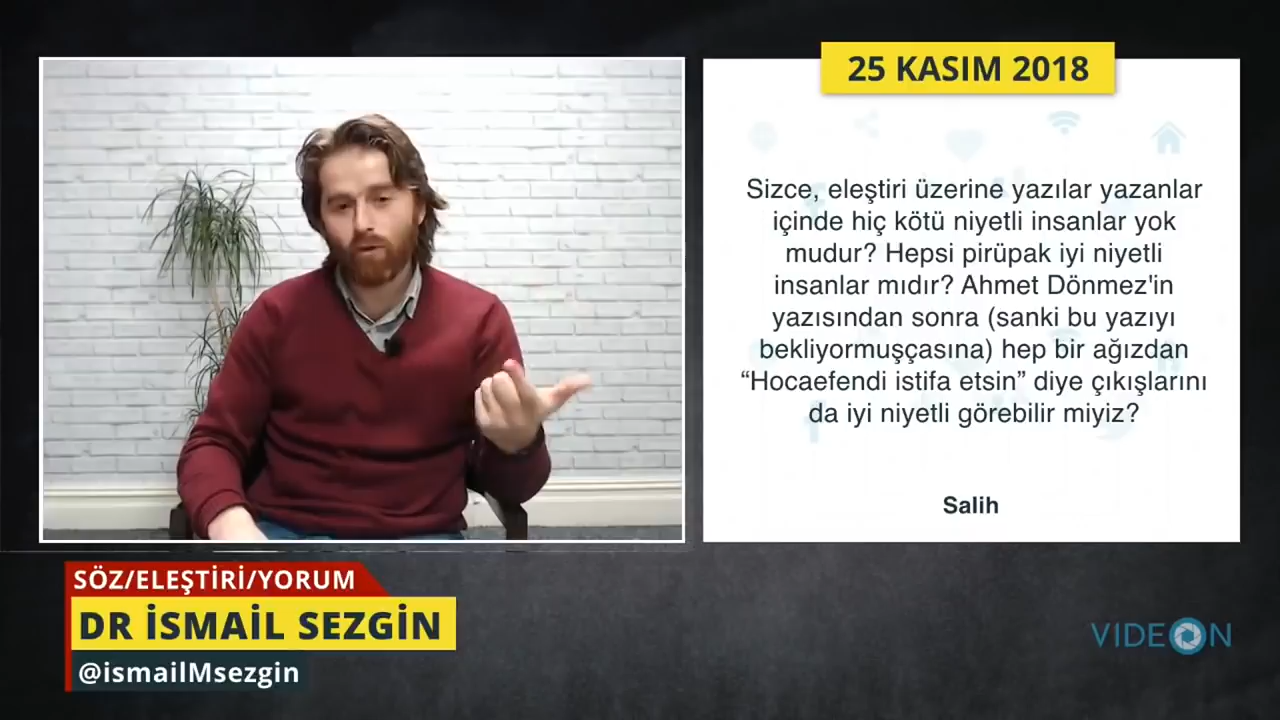 25 KASIM 2018
Sizce, eleştiri üzerine yazılar yazanlar
içinde hiç kötü niyetli insanlar yok
mudur? Hepsi pirüpak iyi niyetli
insanlar mıdır? Ahmet Dönmez'in
yazısından sonra (sanki bu yazıyı
bekliyormuşçasına) hep bir ağızdan
“Hocaefendi istifa etsin” diye çıkışlarını
da iyi niyetli görebilir miyiz?
Salih
SÖZ/ELEŞTİRİ/YORUM
DR İSMAİL SEZGİN
@ismailMsezgin
VIDEON